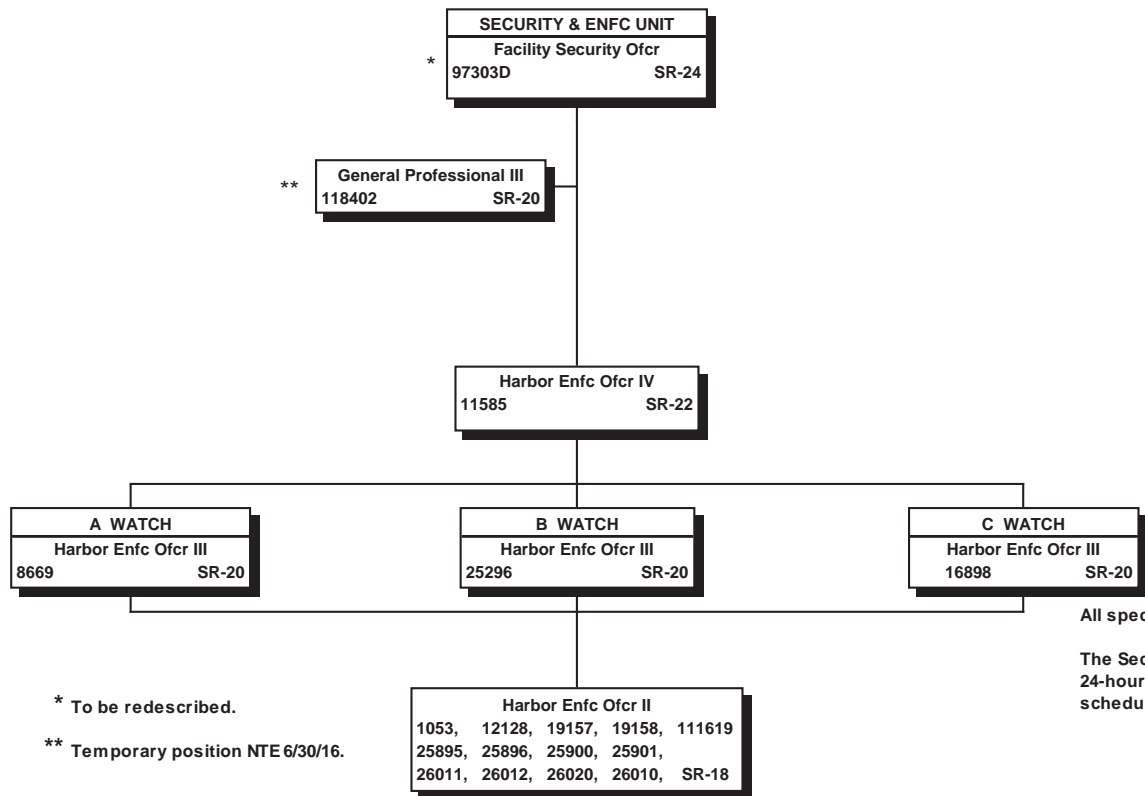 SECURITY & ENFC UNIT
Facility Security Ofcr
* 97303D SR-24
General Professional III
** 118402 SR-20
Harbor Enfc Ofcr IV
11585 SR-22
A WATCH
Harbor Enfc Ofcr III
8669 SR-20
B WATCH
Harbor Enfc Ofcr III
25296 SR-20
C WATCH
Harbor Enfc Ofcr III
16898 SR-20
All spec
The Sec
24-hour
schedu
* To be redescribed.
** Temporary position NTE 6/30/16.
Harbor Enfc Ofcr II
1053, 12128, 19157, 19158, 111619
25895, 25896, 25900, 25901,
26011, 26012, 26020, 26010, SR-18